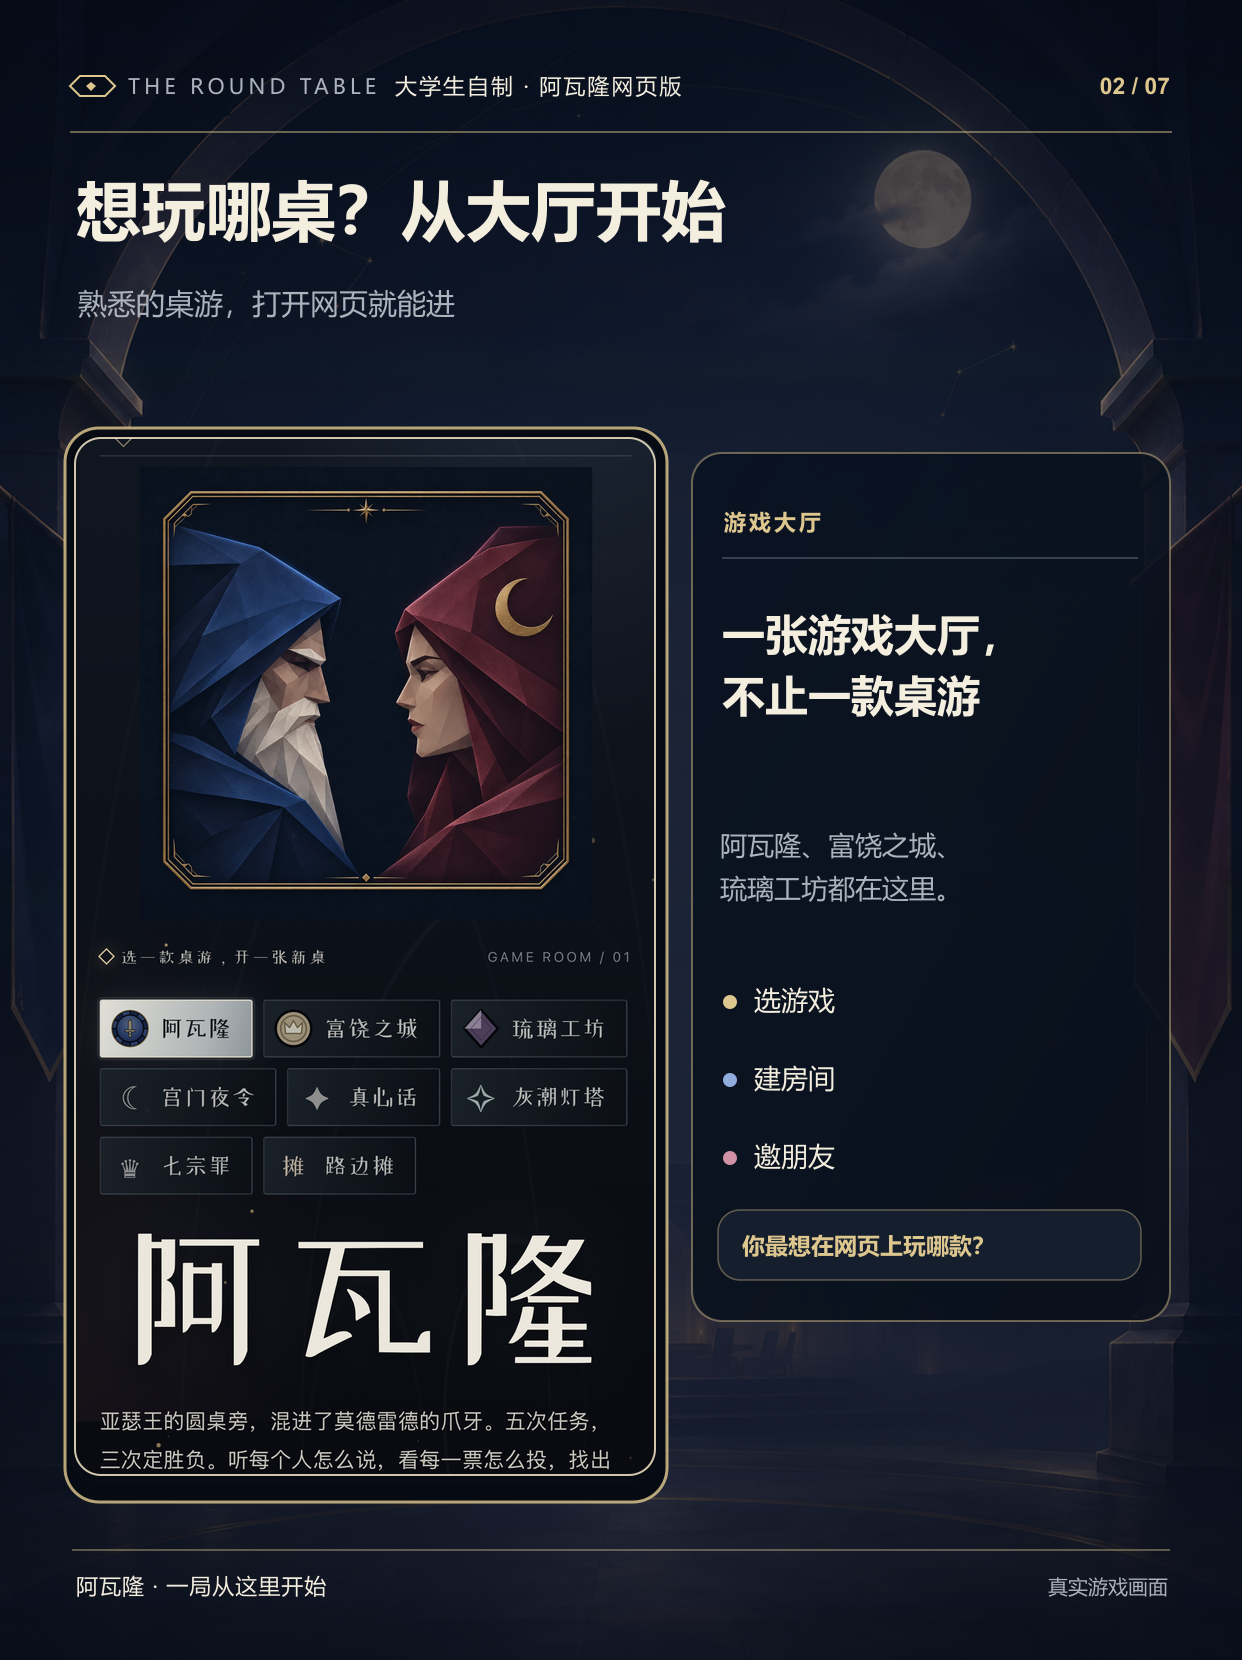 THE ROUND TABLE 大学生自制 · 阿瓦隆网页版
02 / 07
想玩哪桌？从大厅开始
熟悉的桌游，打开网页就能进
选一款桌游，开一张新桌
GAME ROOM / 01
阿瓦隆
富饶之城
琉璃工坊
宫门夜令
真心话
灰潮灯塔
七宗罪
摊 路边摊
阿瓦隆
亚瑟王的圆桌旁，混进了莫德雷德的爪牙。五次任务，
三次定胜负。听每个人怎么说，看每一票怎么投，找出
游戏大厅
一张游戏大厅，
不止一款桌游
阿瓦隆、富饶之城、
琉璃工坊都在这里。
选游戏
建房间
邀朋友
你最想在网页上玩哪款？
阿瓦隆 · 一局从这里开始
真实游戏画面